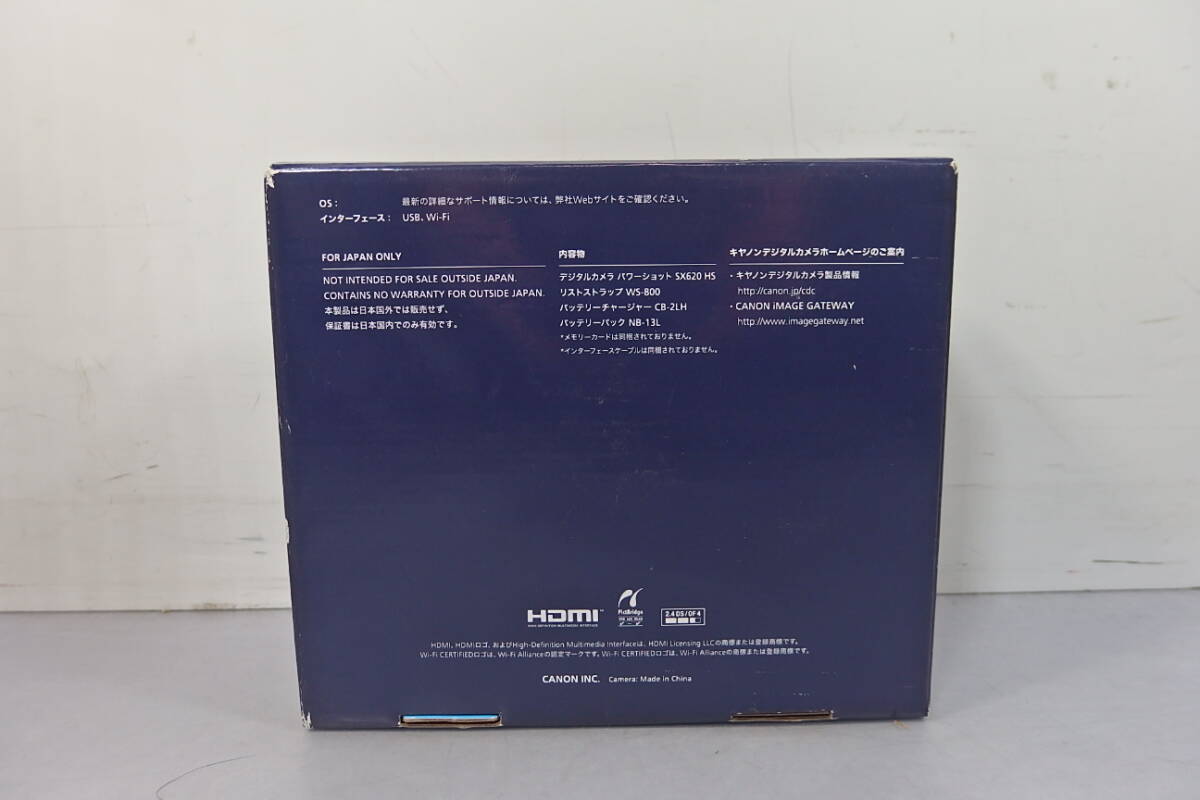 OS： 最新の詳細なサポート情報については、弊社Webサイトをご確認ください。
インターフェース： USB、Wi-Fi
FOR JAPAN ONLY
NOT INTENDED FOR SALE OUTSIDE JAPAN.
CONTAINS NO WARRANTY FOR OUTSIDE JAPAN.
本製品は日本国外では販売せず、
保証書は日本国内でのみ有効です。
内容物
デジタルカメラ パワーショット SX620 HS
リストストラップ WS-800
バッテリーチャージャー CB-2LH
バッテリーパック NB-13L
*メモリーカードは同梱されておりません。
*インターフェースケーブルは同梱されておりません。
キヤノンデジタルカメラホームページのご案内
・キヤノンデジタルカメラ製品情報
http://canon.jp/cdc
・CANON iMAGE GATEWAY
http://www.imagegateway.net
HDMI™
HIGH-DEFINITION MULTIMEDIA INTERFACE
PictBridge
2.4 DS/OF 4
HDMI、HDMIロゴ、およびHigh-Definition Multimedia Interfaceは、HDMI Licensing LLCの商標または登録商標です。
Wi-Fi CERTIFIEDロゴは、Wi-Fi Allianceの認定マークです。Wi-Fi CERTIFIEDロゴは、Wi-Fi Allianceの商標または登録商標です。
CANON INC. Camera: Made in China